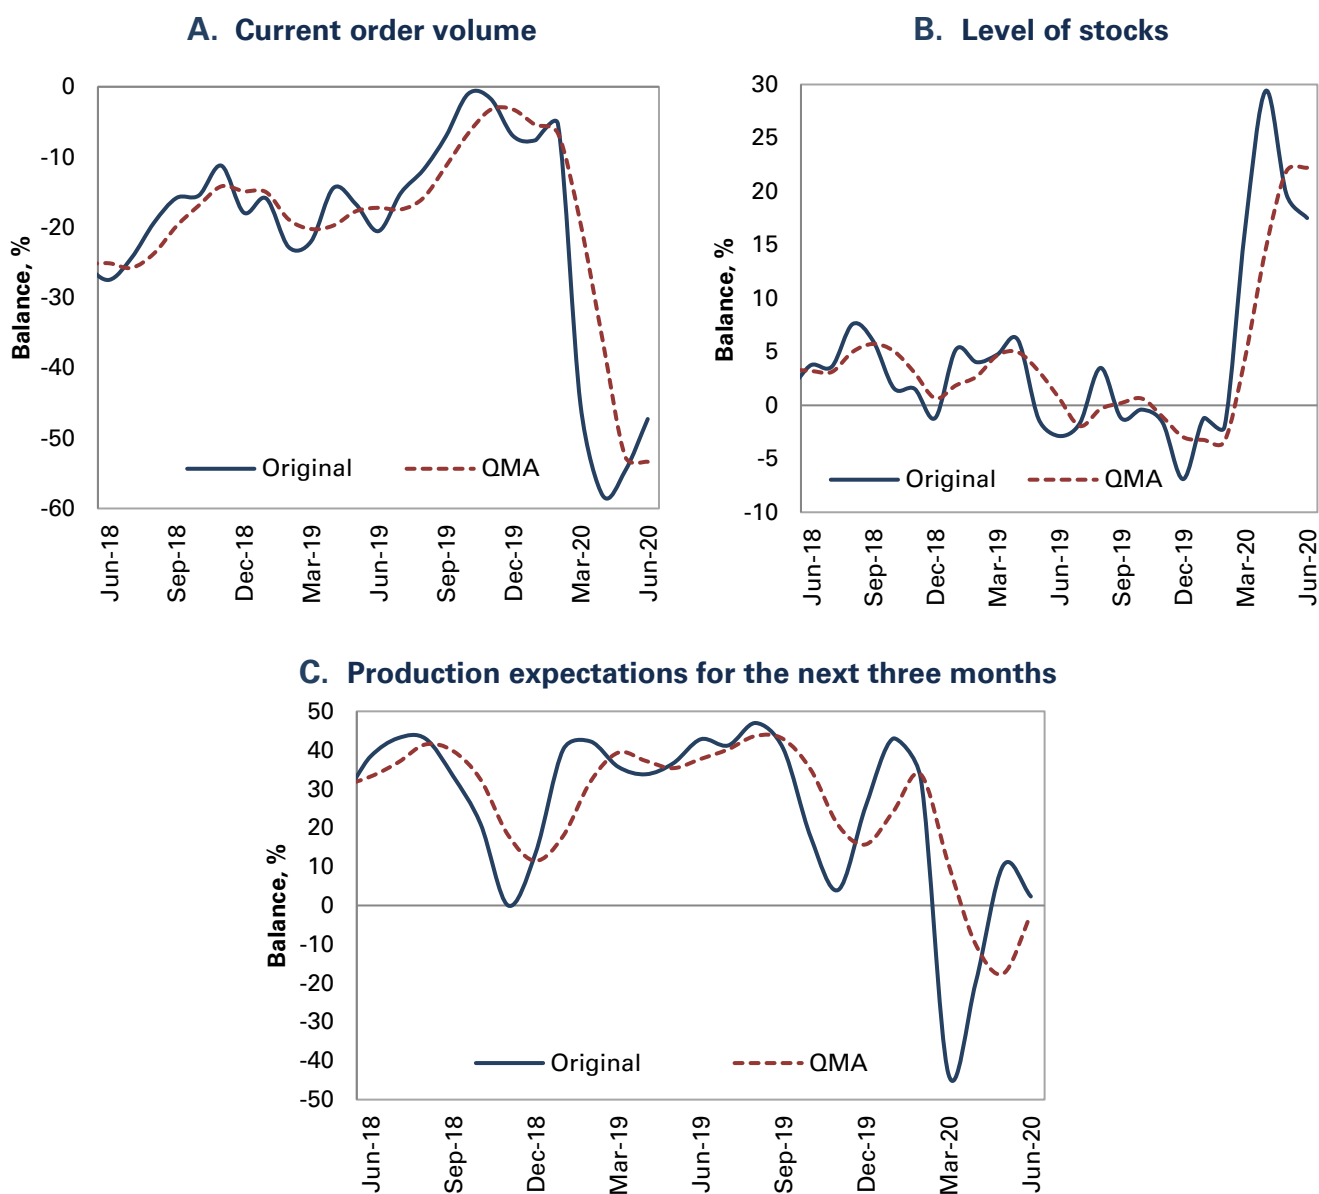 A. Current order volume
0
-10
-20
-30
-40
-50
-60
Balance, %
Original
QMA
Jun-18
Sep-18
Dec-18
Mar-19
Jun-19
Sep-19
Dec-19
Mar-20
Jun-20
B. Level of stocks
30
25
20
15
10
5
0
-5
-10
Balance, %
Original
QMA
Jun-18
Sep-18
Dec-18
Mar-19
Jun-19
Sep-19
Dec-19
Mar-20
Jun-20
C. Production expectations for the next three months
50
40
30
20
10
0
-10
-20
-30
-40
-50
Balance, %
Original
QMA
Jun-18
Sep-18
Dec-18
Mar-19
Jun-19
Sep-19
Dec-19
Mar-20
Jun-20